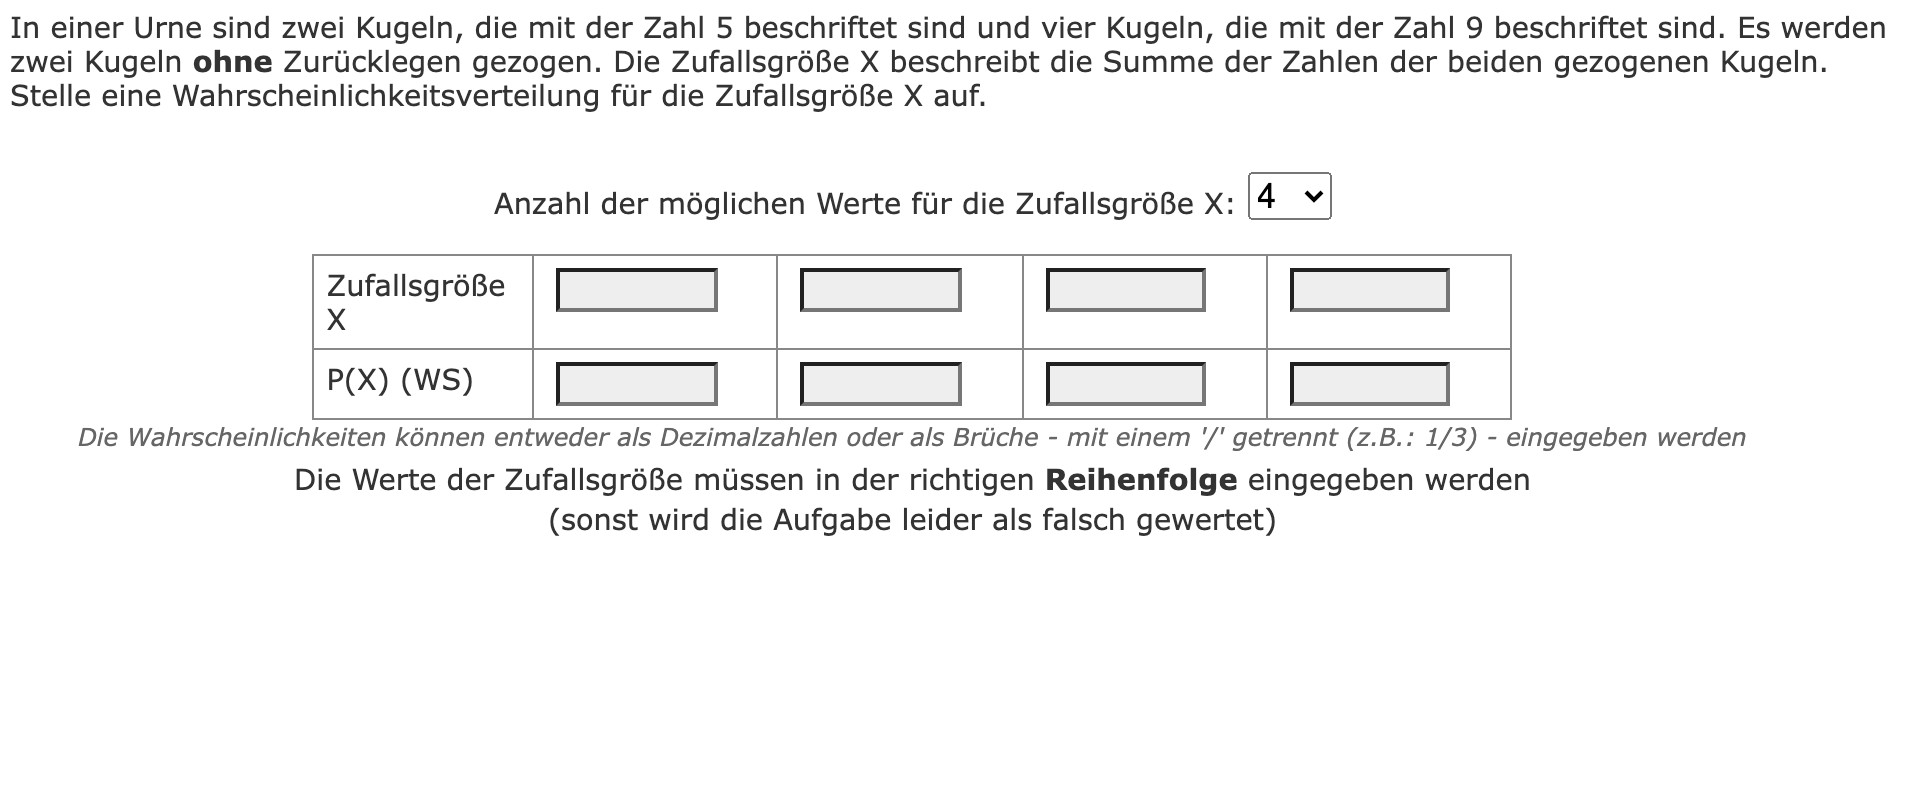 In einer Urne sind zwei Kugeln, die mit der Zahl 5 beschriftet sind und vier Kugeln, die mit der Zahl 9 beschriftet sind. Es werden
zwei Kugeln ohne Zurücklegen gezogen. Die Zufallsgröße X beschreibt die Summe der Zahlen der beiden gezogenen Kugeln.
Stelle eine Wahrscheinlichkeitsverteilung für die Zufallsgröße X auf.
Anzahl der möglichen Werte für die Zufallsgröße X: 4
Zufallsgröße
X
P(X) (WS)
Die Wahrscheinlichkeiten können entweder als Dezimalzahlen oder als Brüche - mit einem '/' getrennt (z.B.: 1/3) - eingegeben werden
Die Werte der Zufallsgröße müssen in der richtigen Reihenfolge eingegeben werden
(sonst wird die Aufgabe leider als falsch gewertet)